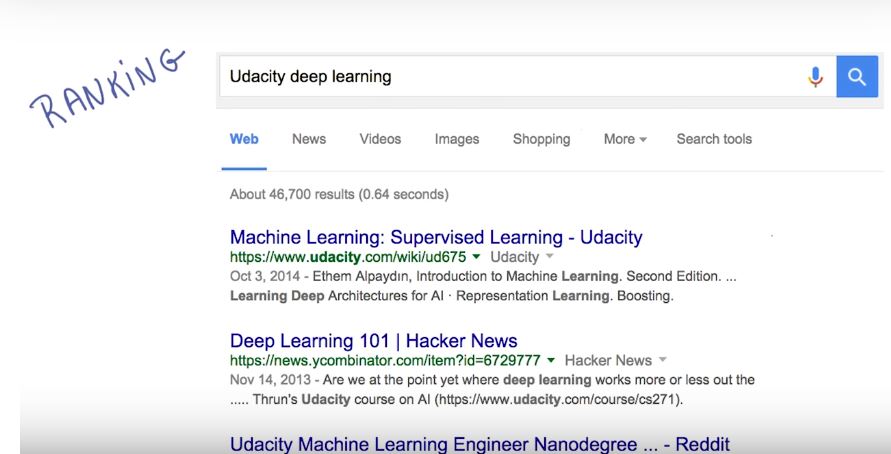 RANKING
Udacity deep learning
Web News Videos Images Shopping More Search tools
About 46,700 results (0.64 seconds)
Machine Learning: Supervised Learning - Udacity
https://www.udacity.com/wiki/ud675 Udacity
Oct 3, 2014 - Ethem Alpaydın, Introduction to Machine Learning. Second Edition. ...
Learning Deep Architectures for AI · Representation Learning. Boosting.
Deep Learning 101 | Hacker News
https://news.ycombinator.com/item?id=6729777 Hacker News
Nov 14, 2013 - Are we at the point yet where deep learning works more or less out the
..... Thrun's Udacity course on AI (https://www.udacity.com/course/cs271).
Udacity Machine Learning Engineer Nanodegree ... - Reddit